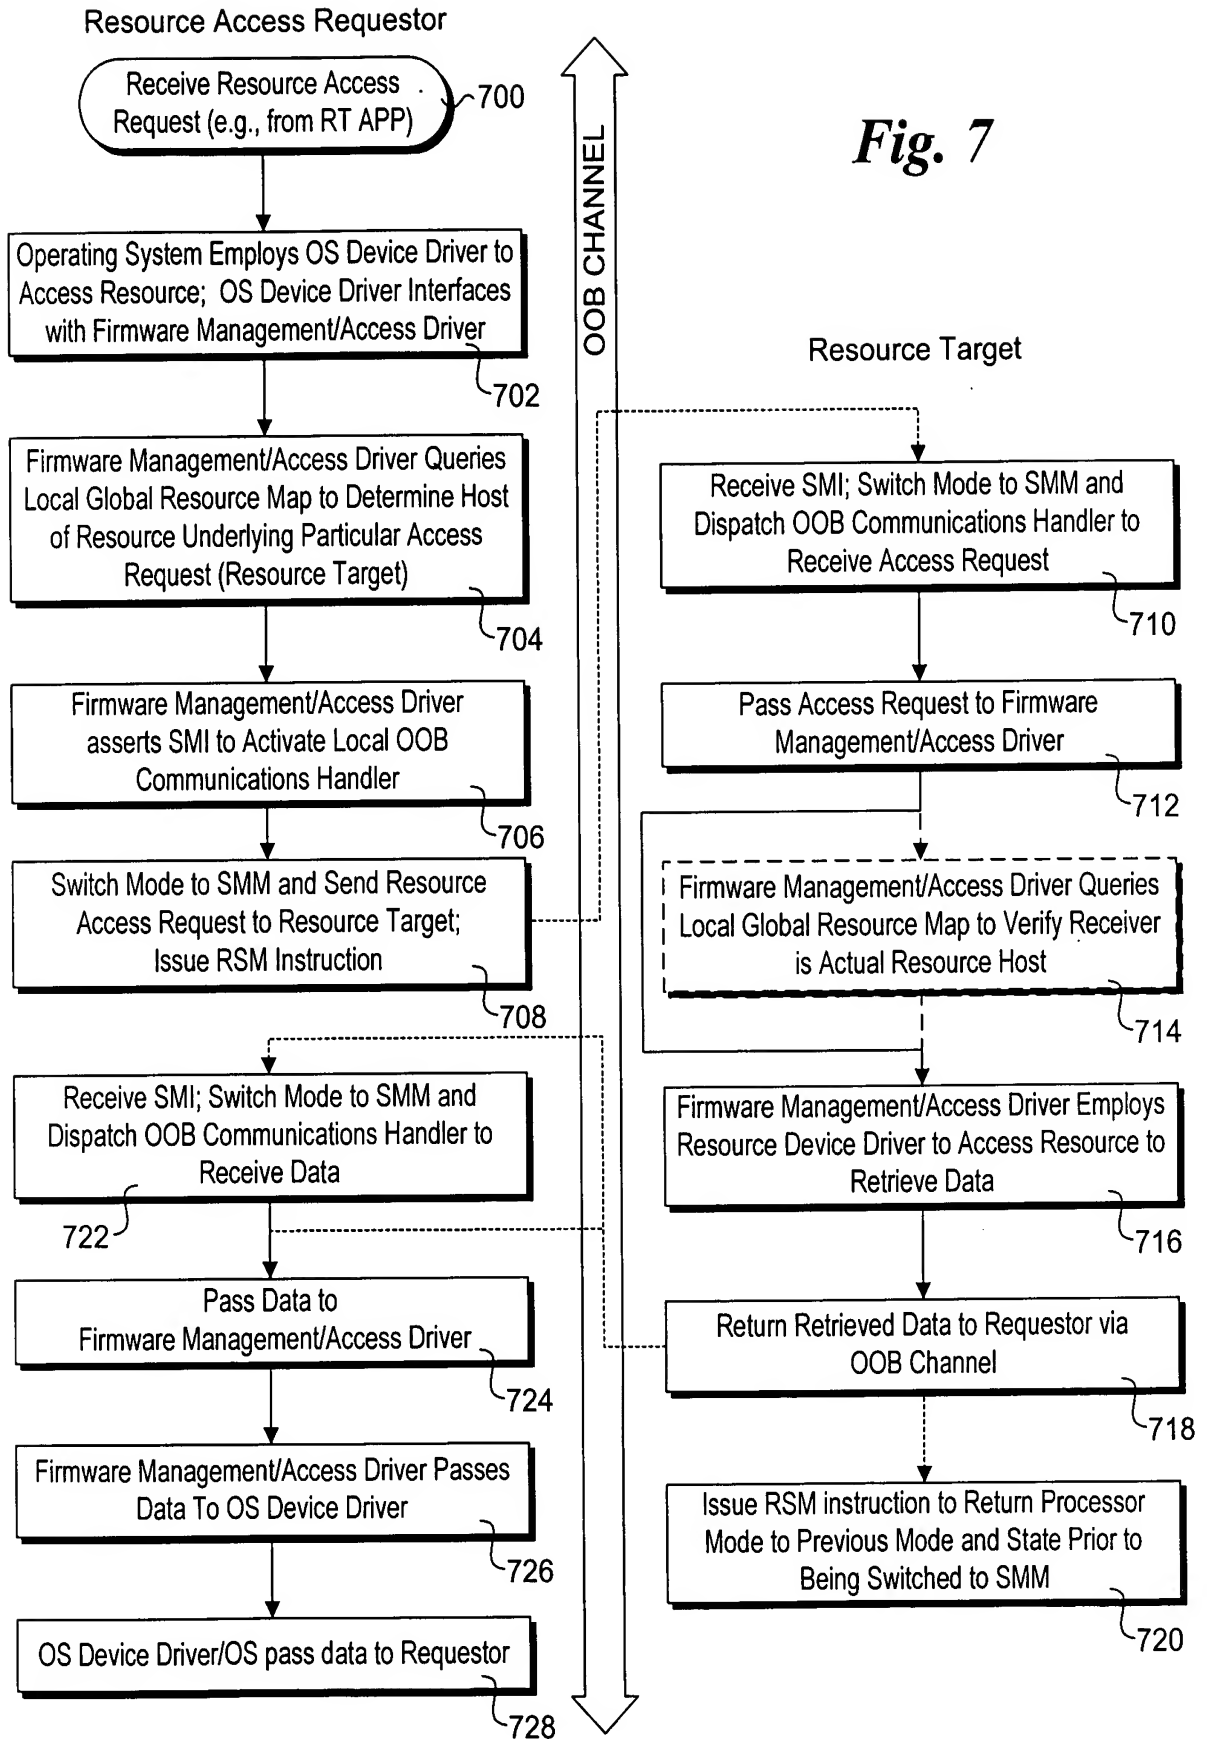 Resource Access Requestor
Receive Resource Access
Request (e.g., from RT APP)
700
Fig. 7
OOB CHANNEL
Operating System Employs OS Device Driver to
Access Resource; OS Device Driver Interfaces
with Firmware Management/Access Driver
702
Firmware Management/Access Driver Queries
Local Global Resource Map to Determine Host
of Resource Underlying Particular Access
Request (Resource Target)
704
Firmware Management/Access Driver
asserts SMI to Activate Local OOB
Communications Handler
706
Switch Mode to SMM and Send Resource
Access Request to Resource Target;
Issue RSM Instruction
708
Resource Target
Receive SMI; Switch Mode to SMM and
Dispatch OOB Communications Handler to
Receive Access Request
710
Pass Access Request to Firmware
Management/Access Driver
712
Firmware Management/Access Driver Queries
Local Global Resource Map to Verify Receiver
is Actual Resource Host
714
Firmware Management/Access Driver Employs
Resource Device Driver to Access Resource to
Retrieve Data
716
Return Retrieved Data to Requestor via
OOB Channel
718
Issue RSM instruction to Return Processor
Mode to Previous Mode and State Prior to
Being Switched to SMM
720
Receive SMI; Switch Mode to SMM and
Dispatch OOB Communications Handler to
Receive Data
722
Pass Data to
Firmware Management/Access Driver
724
Firmware Management/Access Driver Passes
Data To OS Device Driver
726
OS Device Driver/OS pass data to Requestor
728